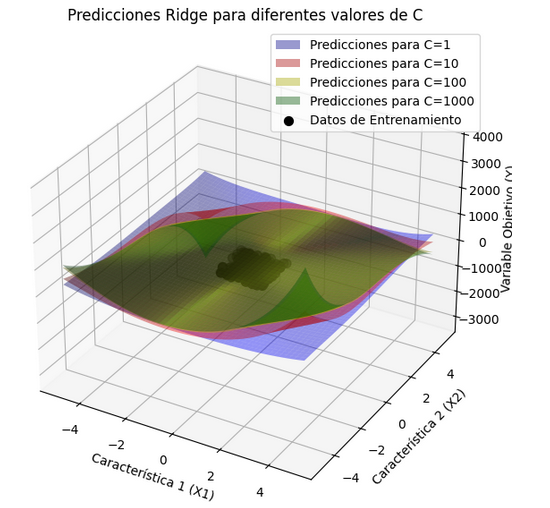 Predicciones Ridge para diferentes valores de C
Predicciones para C=1
Predicciones para C=10
Predicciones para C=100
Predicciones para C=1000
Datos de Entrenamiento
4000
3000
2000
1000
0
−1000
−2000
−3000
Variable Objetivo (Y)
−4
−2
0
2
4
Característica 1 (X1)
−4
−2
0
2
4
Característica 2 (X2)